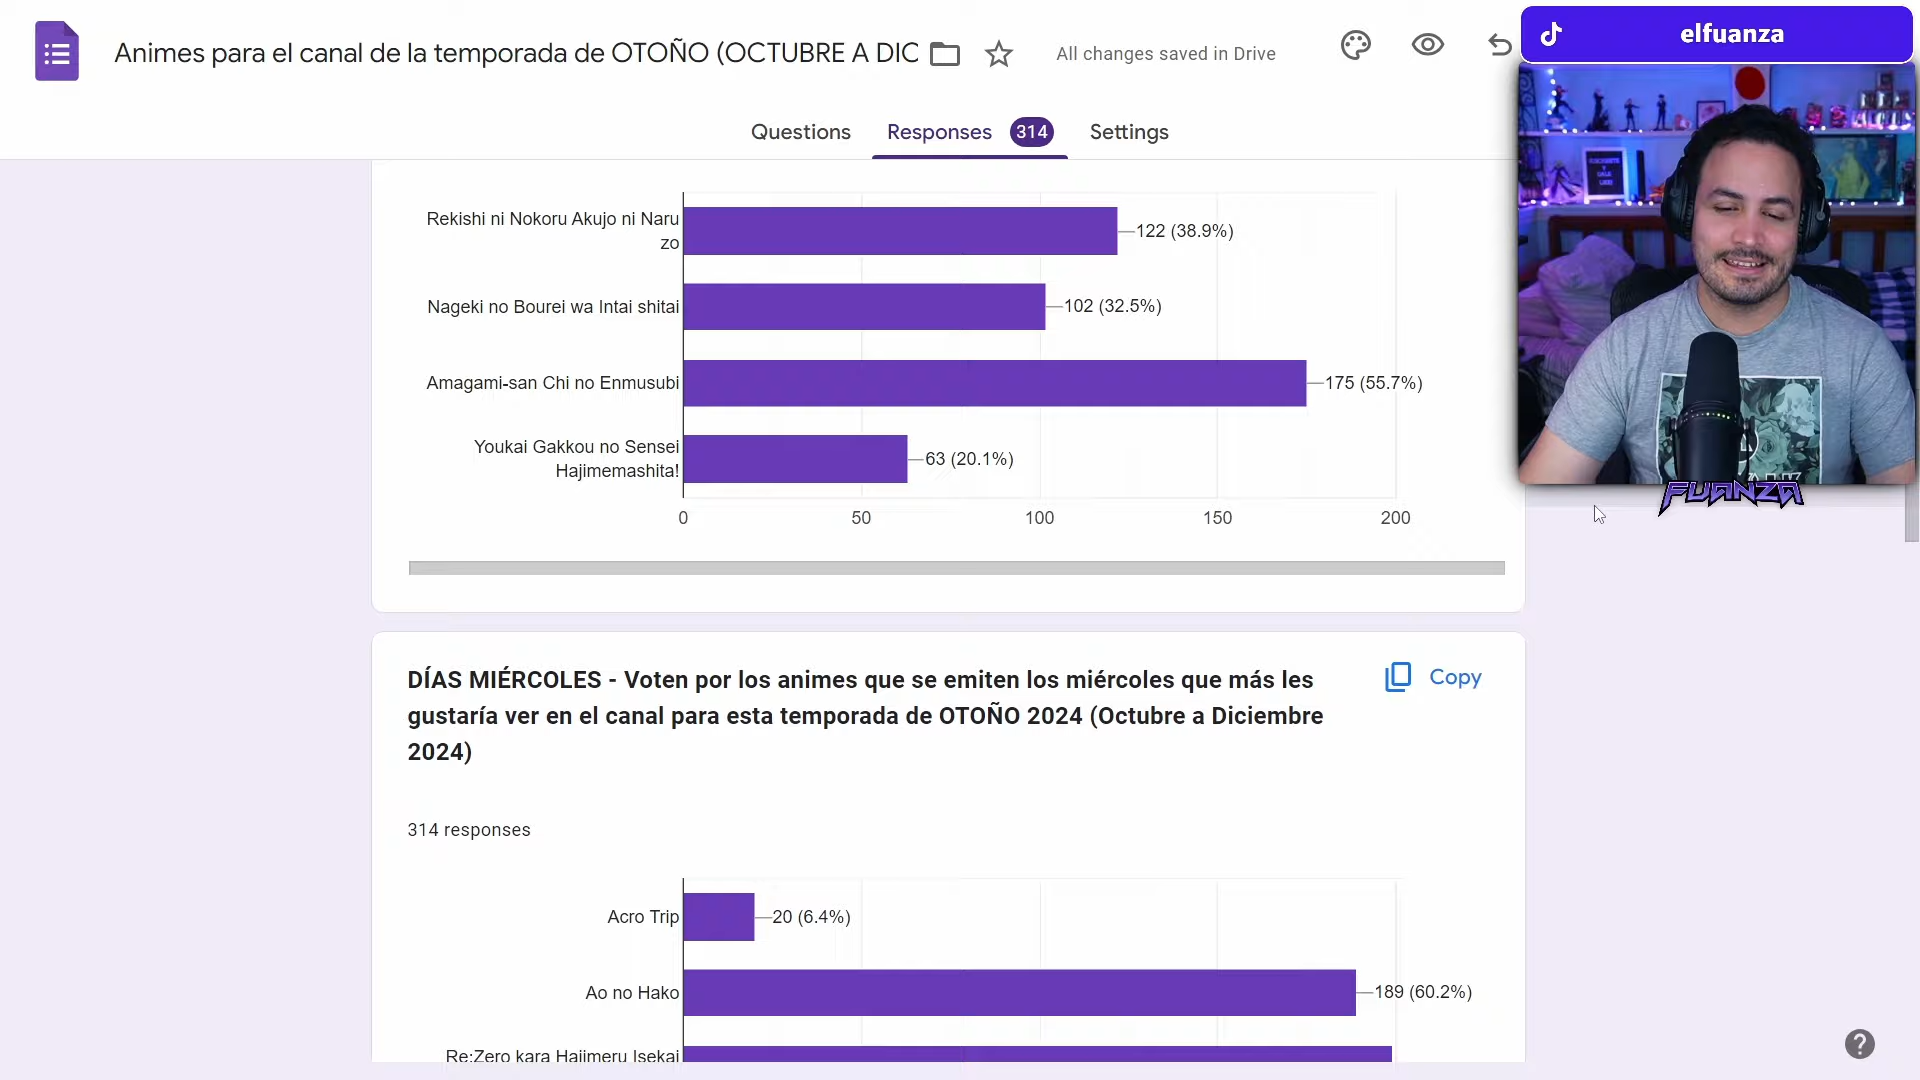 elfuanza
Animes para el canal de la temporada de OTOÑO (OCTUBRE A DIC
All changes saved in Drive
Questions
Responses
314
Settings
Rekishi ni Nokoru Akujo ni Naru
zo
122 (38.9%)
Nageki no Bourei wa Intai shitai
102 (32.5%)
Amagami-san Chi no Enmusubi
175 (55.7%)
Youkai Gakkou no Sensei
Hajimemashita!
63 (20.1%)
0
50
100
150
200
FUANZA
DÍAS MIÉRCOLES - Voten por los animes que se emiten los miércoles que más les
gustaría ver en el canal para esta temporada de OTOÑO 2024 (Octubre a Diciembre
2024)
Copy
314 responses
Acro Trip
20 (6.4%)
Ao no Hako
189 (60.2%)
Re:Zero kara Hajimeru Isekai